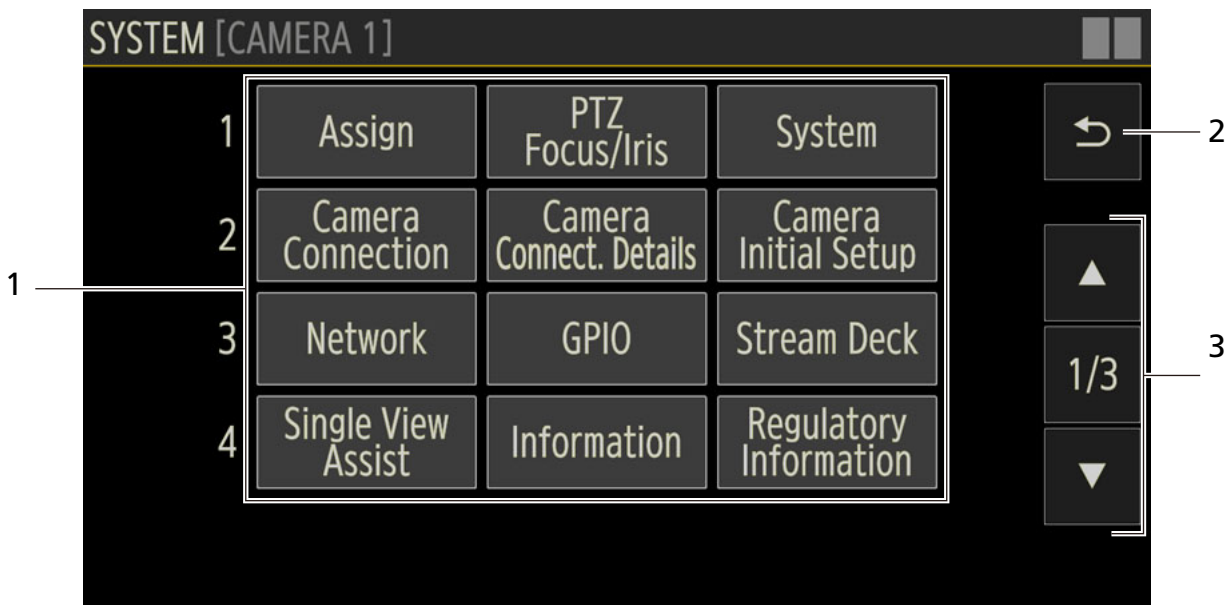 SYSTEM [CAMERA 1]
1 Assign PTZ Focus/Iris System
2
2 Camera Connection Camera Connect. Details Camera Initial Setup
1
3 Network GPIO Stream Deck
1/3
3
4 Single View Assist Information Regulatory Information